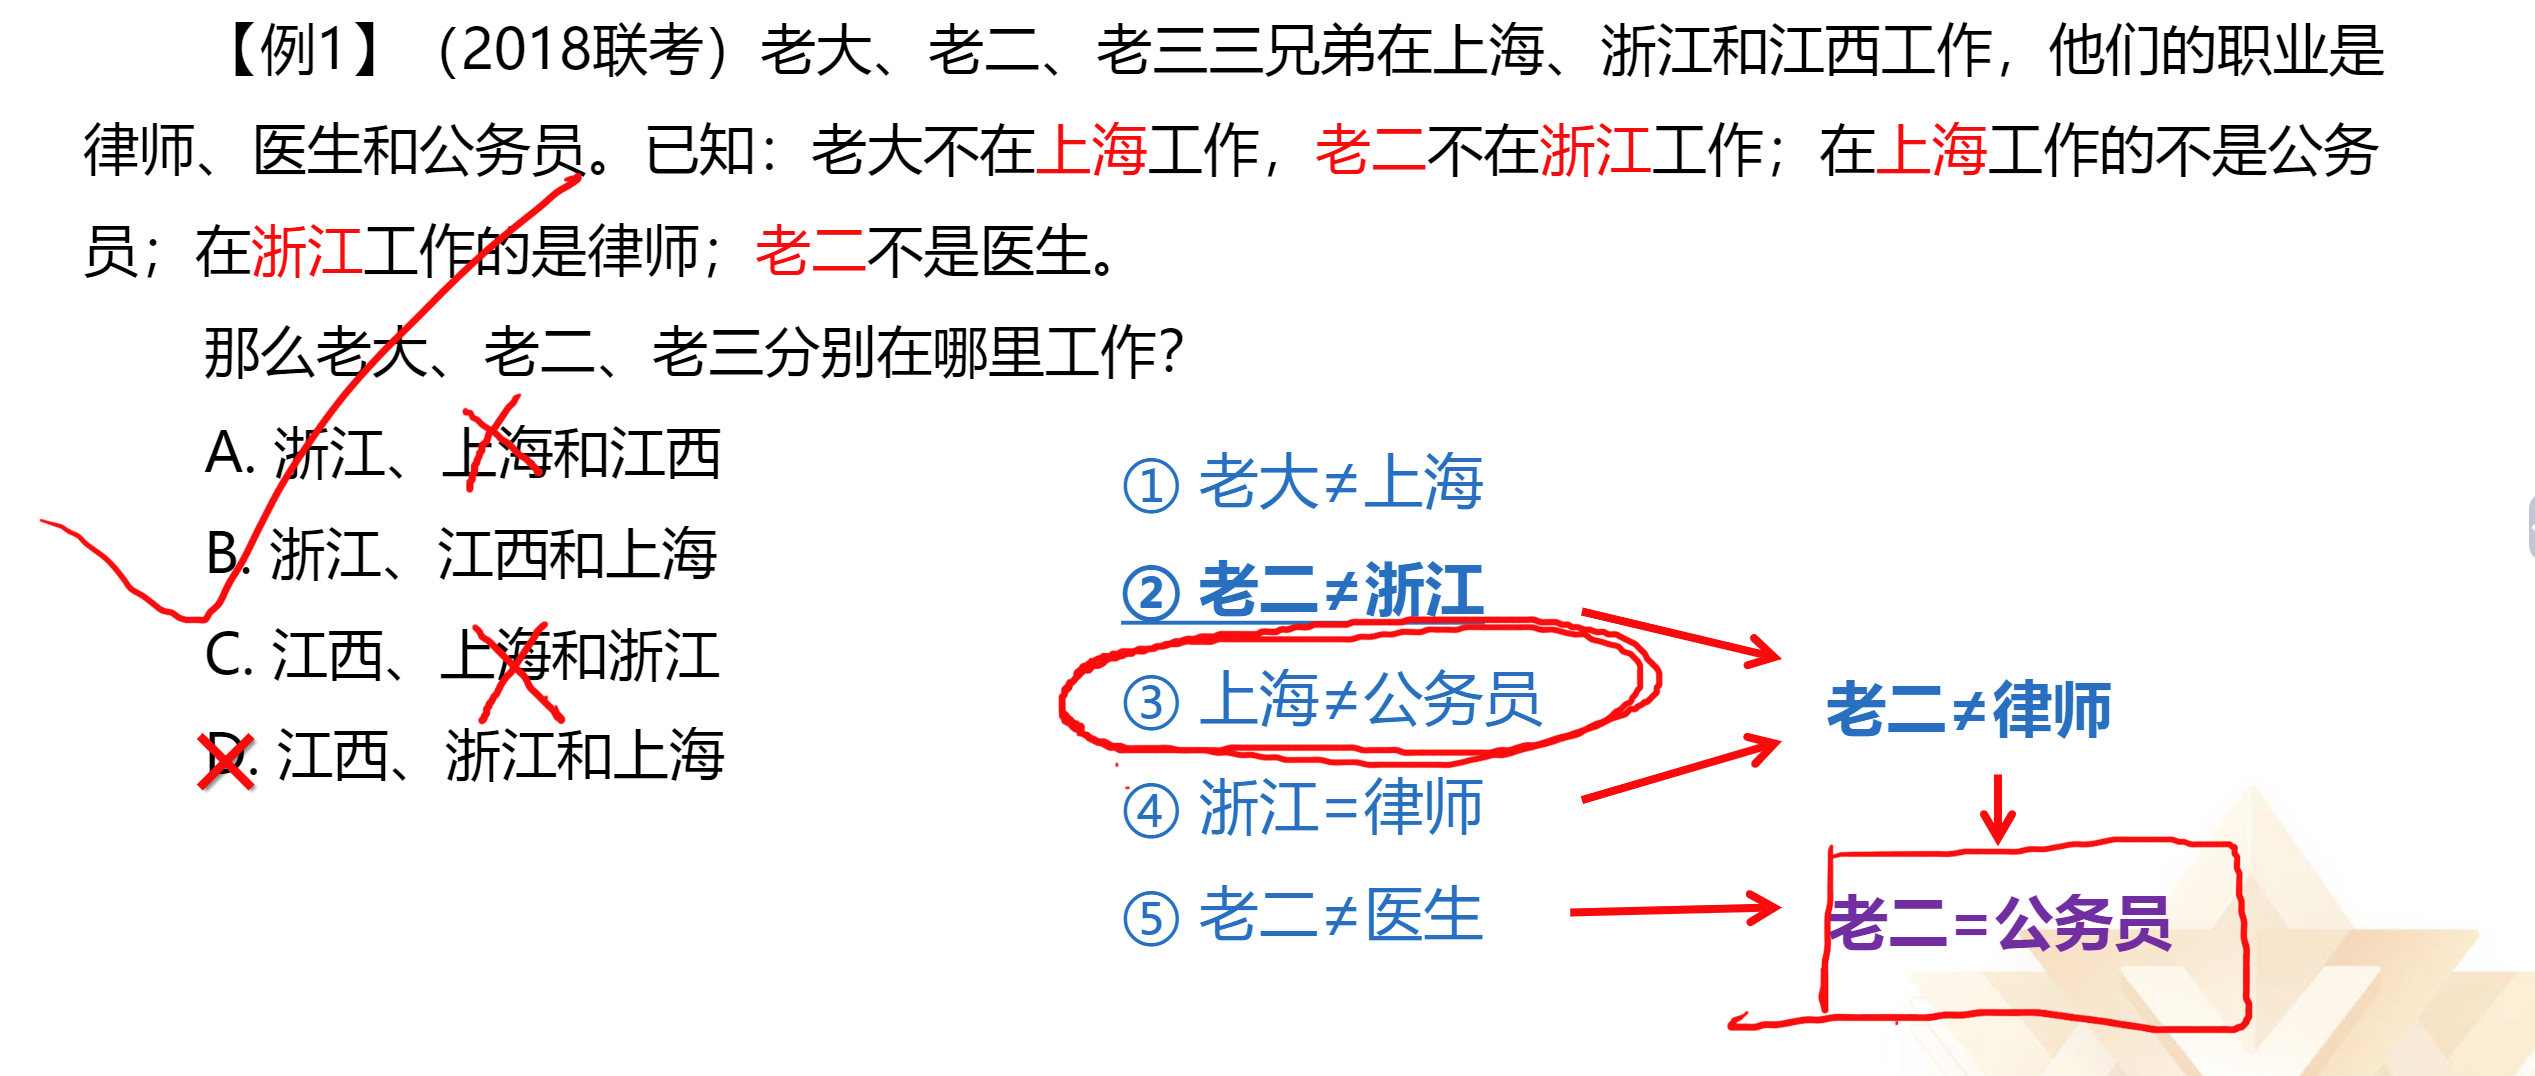 【例1】（2018联考）老大、老二、老三三兄弟在上海、浙江和江西工作，他们的职业是
律师、医生和公务员。已知：老大不在上海工作，老二不在浙江工作；在上海工作的不是公务
员；在浙江工作的是律师；老二不是医生。
那么老大、老二、老三分别在哪里工作？
A. 浙江、上海和江西
B. 浙江、江西和上海
C. 江西、上海和浙江
D. 江西、浙江和上海
① 老大≠上海
② 老二≠浙江
③ 上海≠公务员
④ 浙江=律师
⑤ 老二≠医生
老二≠律师
老二=公务员